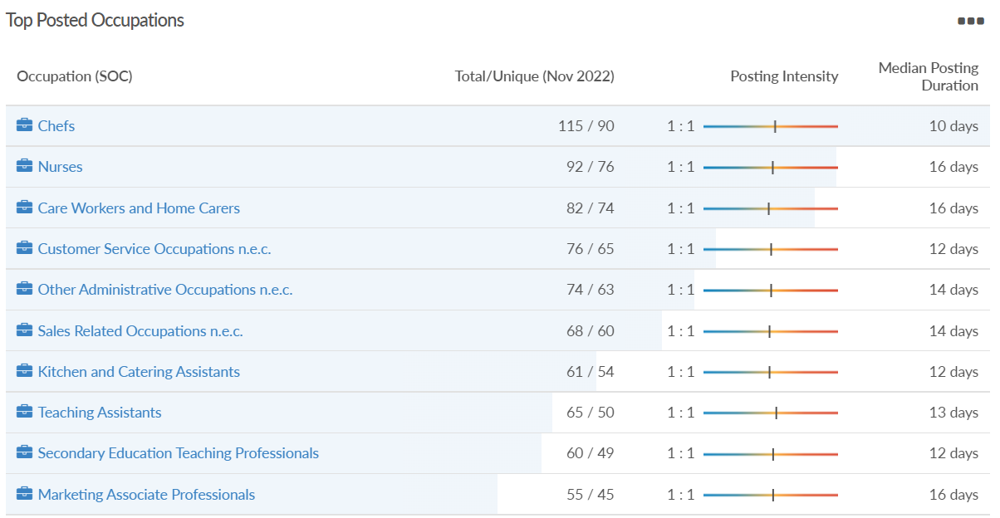 Top Posted Occupations
Occupation (SOC) Total/Unique (Nov 2022) Posting Intensity Median Posting Duration
Chefs 115 / 90 1 : 1 10 days
Nurses 92 / 76 1 : 1 16 days
Care Workers and Home Carers 82 / 74 1 : 1 16 days
Customer Service Occupations n.e.c. 76 / 65 1 : 1 12 days
Other Administrative Occupations n.e.c. 74 / 63 1 : 1 14 days
Sales Related Occupations n.e.c. 68 / 60 1 : 1 14 days
Kitchen and Catering Assistants 61 / 54 1 : 1 12 days
Teaching Assistants 65 / 50 1 : 1 13 days
Secondary Education Teaching Professionals 60 / 49 1 : 1 12 days
Marketing Associate Professionals 55 / 45 1 : 1 16 days